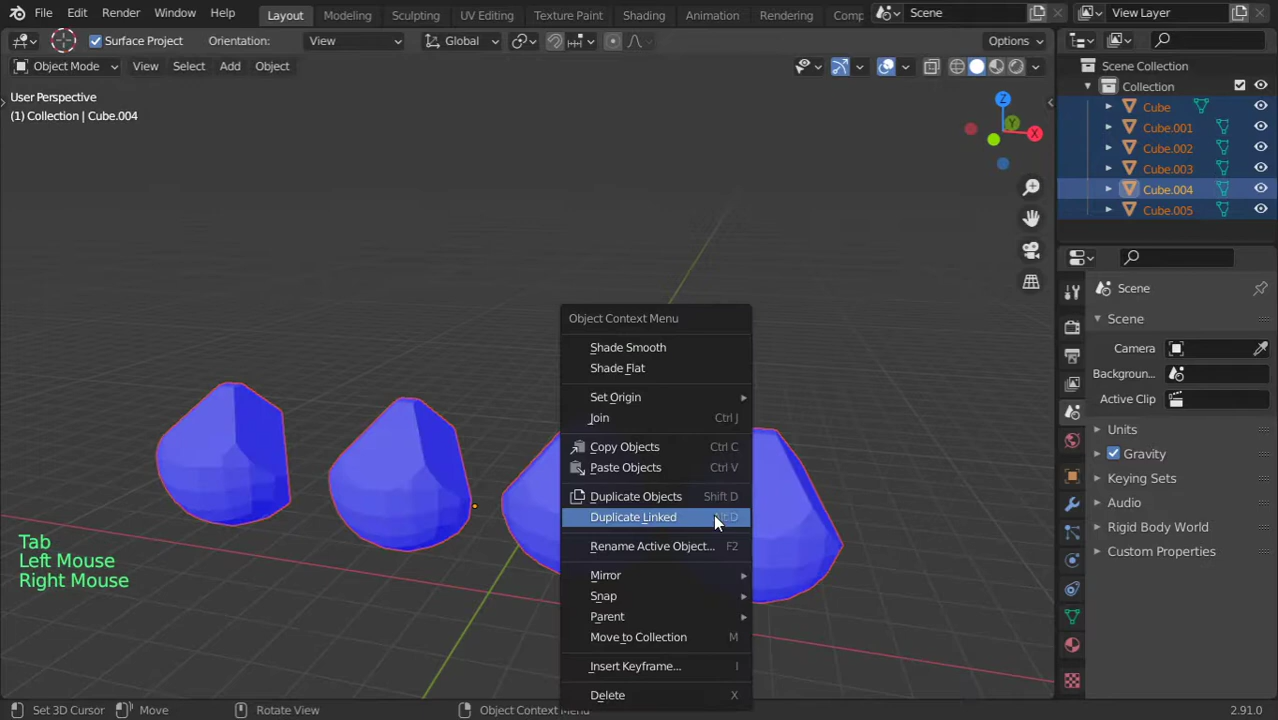 File Edit Render Window Help Layout Modeling Sculpting UV Editing Texture Paint Shading Animation Rendering Comp Scene View Layer
Surface Project Orientation: View Global Options
Object Mode View Select Add Object
User Perspective
(1) Collection | Cube.004
Z
Y
X
Scene Collection
Collection
Cube
Cube.001
Cube.002
Cube.003
Cube.004
Cube.005
Scene
Scene
Camera
Backgroun...
Active Clip
Units
Gravity
Keying Sets
Audio
Rigid Body World
Custom Properties
Object Context Menu
Shade Smooth
Shade Flat
Set Origin
Join Ctrl J
Copy Objects Ctrl C
Paste Objects Ctrl V
Duplicate Objects Shift D
Duplicate Linked Alt D
Rename Active Object... F2
Mirror
Snap
Parent
Move to Collection M
Insert Keyframe... I
Delete X
Tab
Left Mouse
Right Mouse
Set 3D Cursor Move Rotate View Object Context Menu 2.91.0